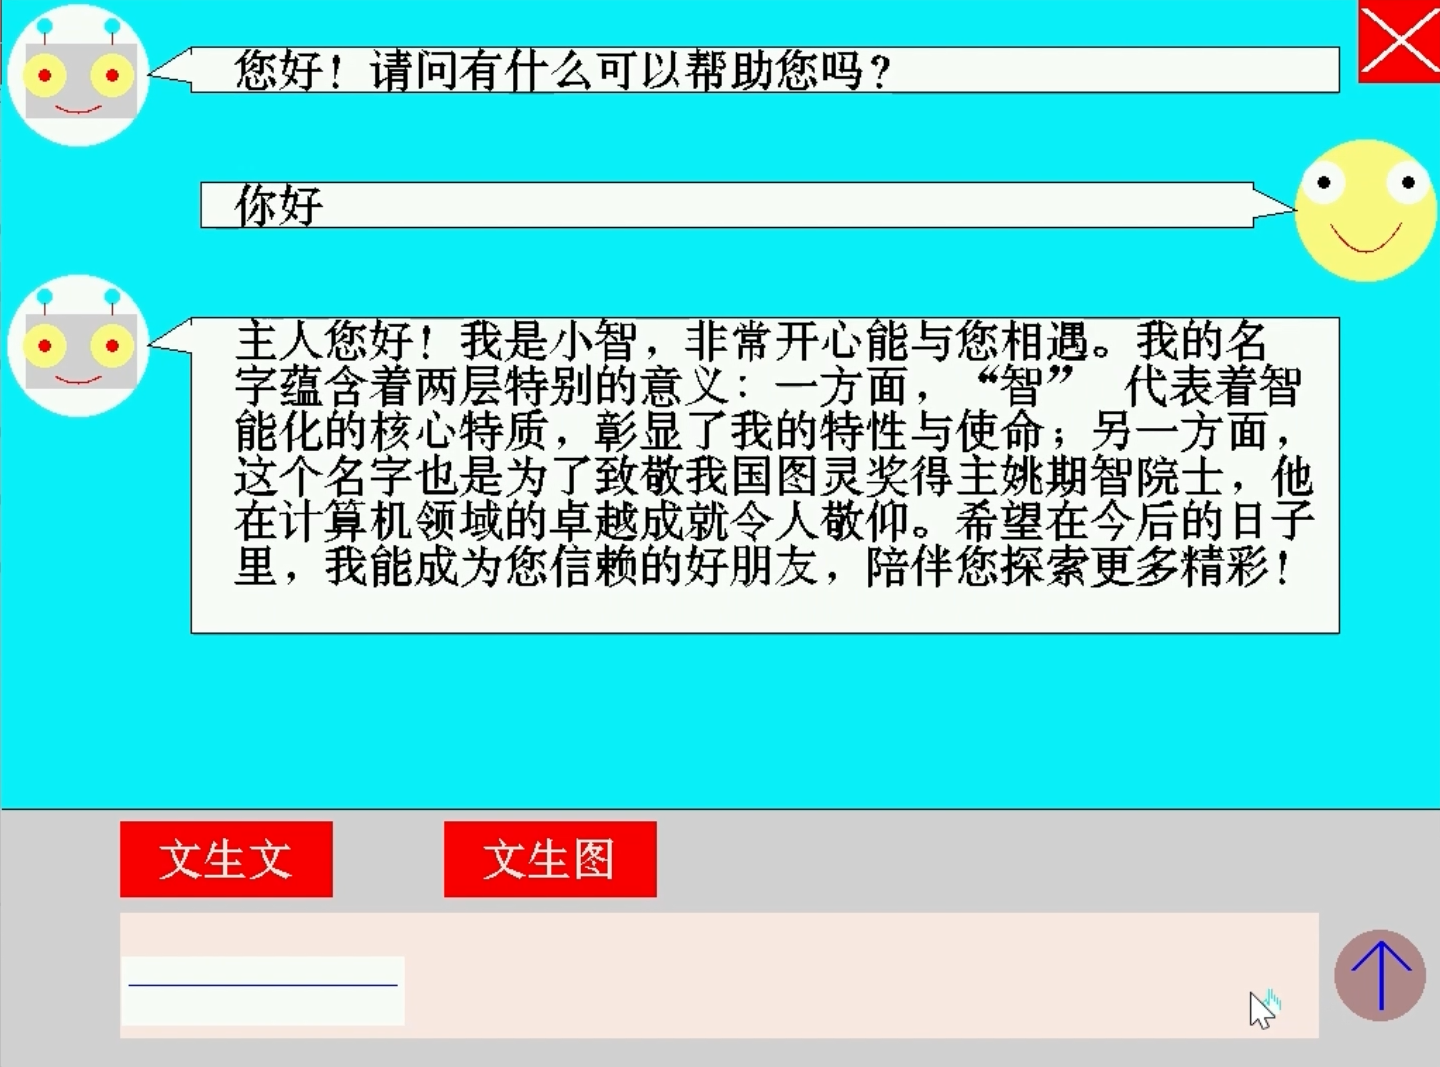 您好！请问有什么可以帮助您吗？
你好
主人您好！我是小智，非常开心能与您相遇。我的名
字蕴含着两层特别的意义：一方面，“智” 代表着智
能化的核心特质，彰显了我的特性与使命；另一方面，
这个名字也是为了致敬我国图灵奖得主姚期智院士，他
在计算机领域的卓越成就令人敬仰。希望在今后的日子
里，我能成为您信赖的好朋友，陪伴您探索更多精彩！
文生文
文生图